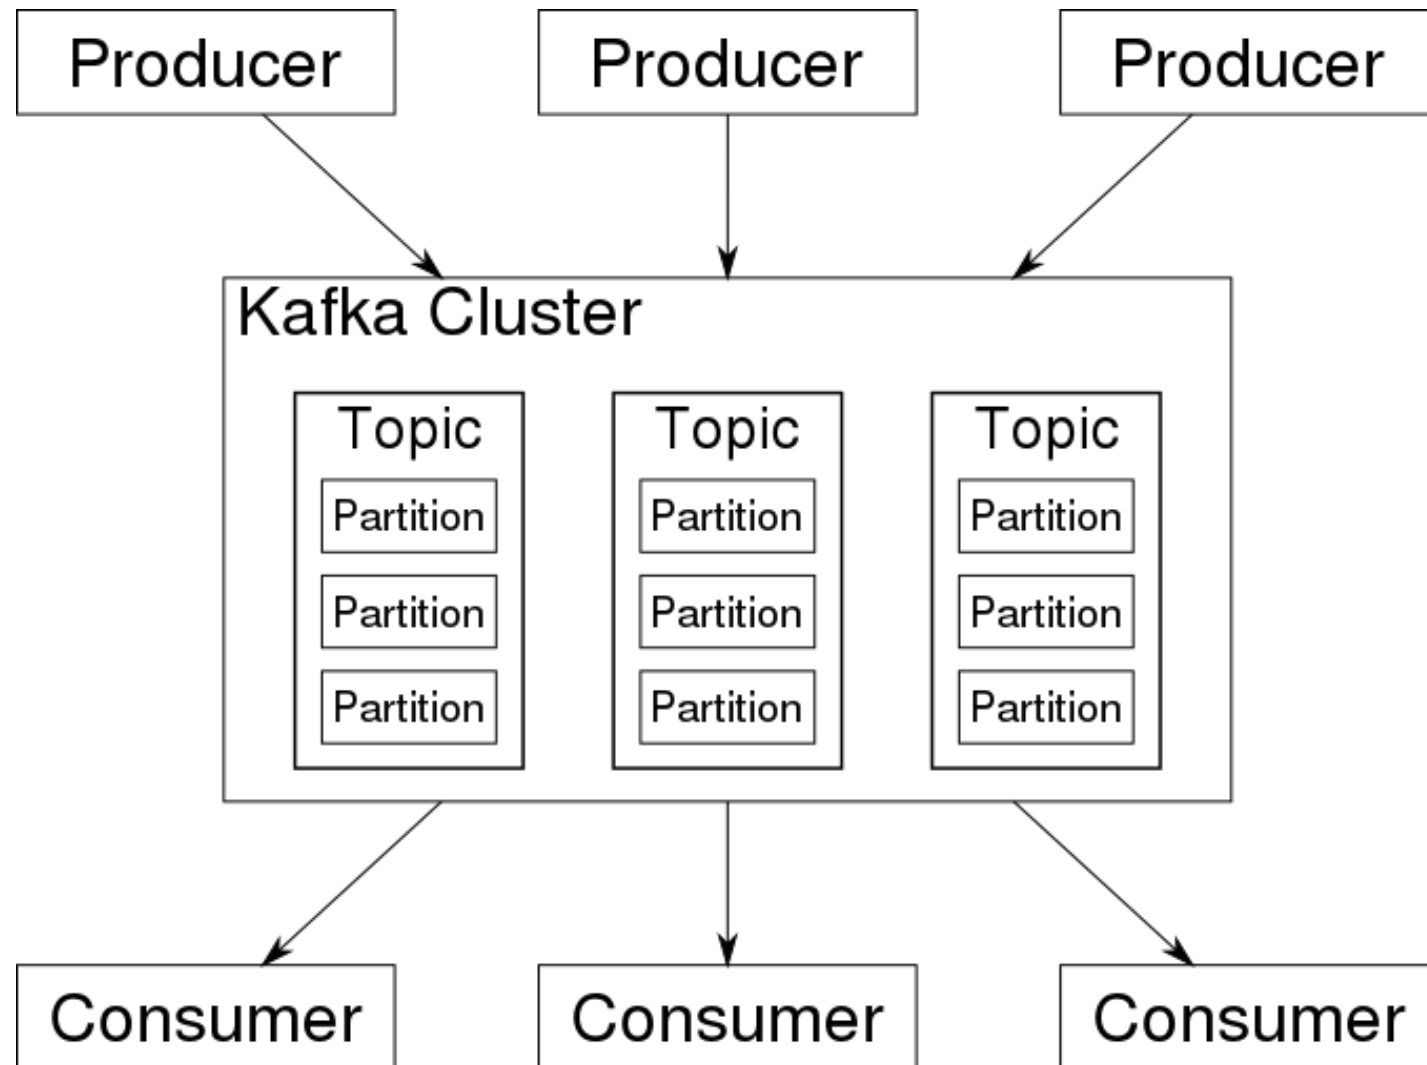 Producer
Producer
Producer
Kafka Cluster
Topic
Partition
Partition
Partition
Topic
Partition
Partition
Partition
Topic
Partition
Partition
Partition
Consumer
Consumer
Consumer